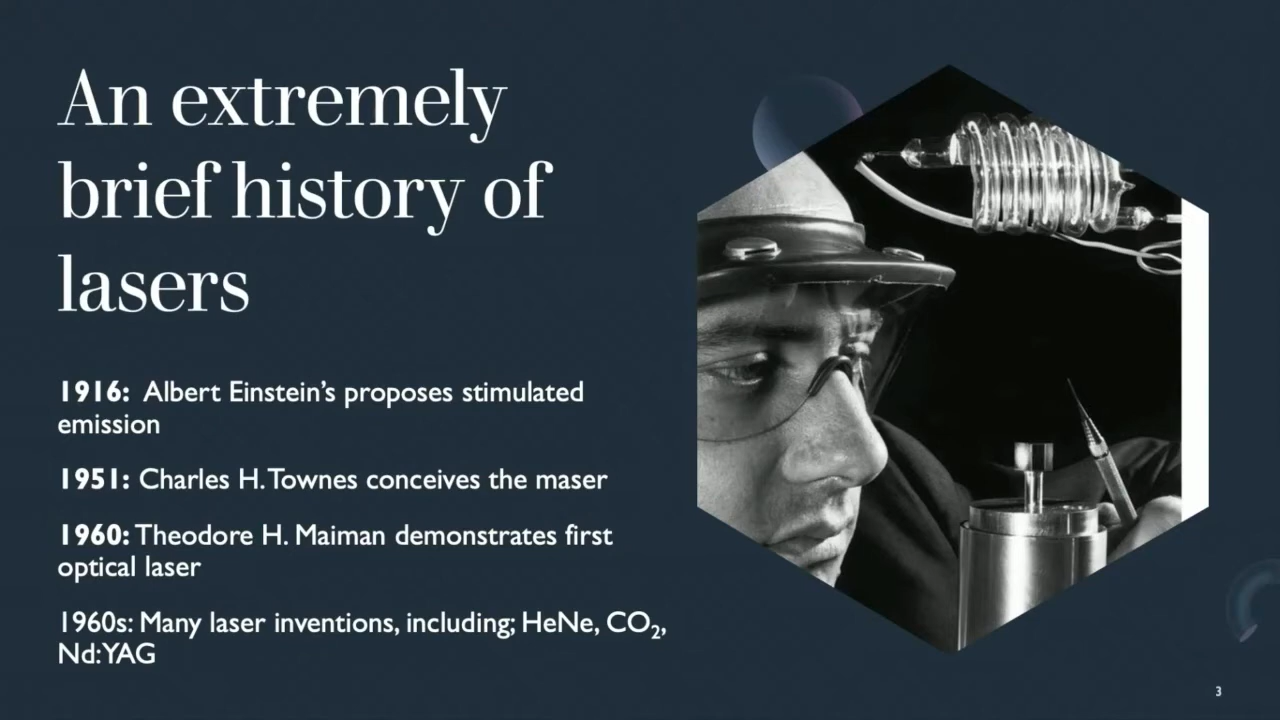 An extremely
brief history of
lasers
1916: Albert Einstein’s proposes stimulated
emission
1951: Charles H. Townes conceives the maser
1960: Theodore H. Maiman demonstrates first
optical laser
1960s: Many laser inventions, including; HeNe, CO₂,
Nd:YAG
3